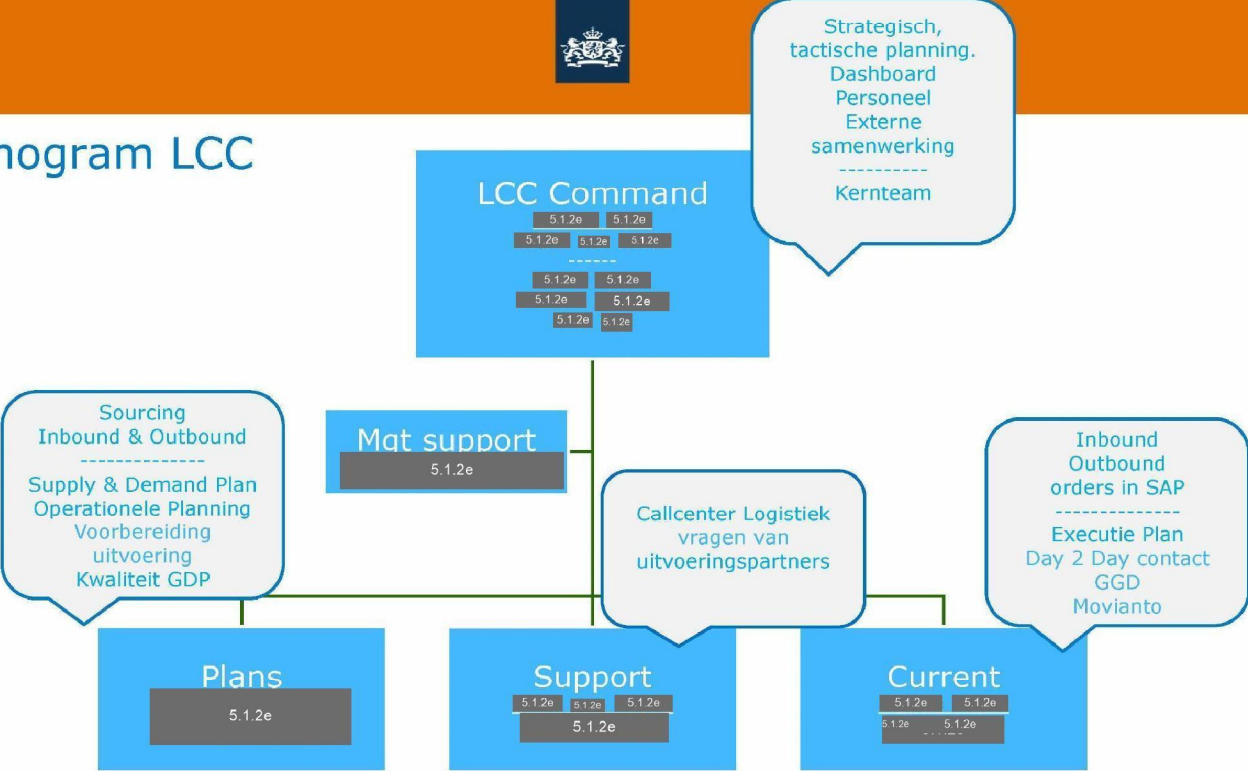 nogram LCC
Strategisch,
tactische planning.
Dashboard
Personeel
Externe
samenwerking
----------
Kernteam
LCC Command
5.1.2e 5.1.2e
5.1.2e 5.1.2e 5.1.2e
------
5.1.2e 5.1.2e
5.1.2e 5.1.2e
5.1.2e 5.1.2e
Mgt support
5.1.2e
Sourcing
Inbound & Outbound
--------------
Supply & Demand Plan
Operationele Planning
Voorbereiding
uitvoering
Kwaliteit GDP
Callcenter Logistiek
vragen van
uitvoeringspartners
Inbound
Outbound
orders in SAP
--------------
Executie Plan
Day 2 Day contact
GGD
Movianto
Plans
5.1.2e
Support
5.1.2e 5.1.2e 5.1.2e
5.1.2e
Current
5.1.2e 5.1.2e
5.1.2e 5.1.2e